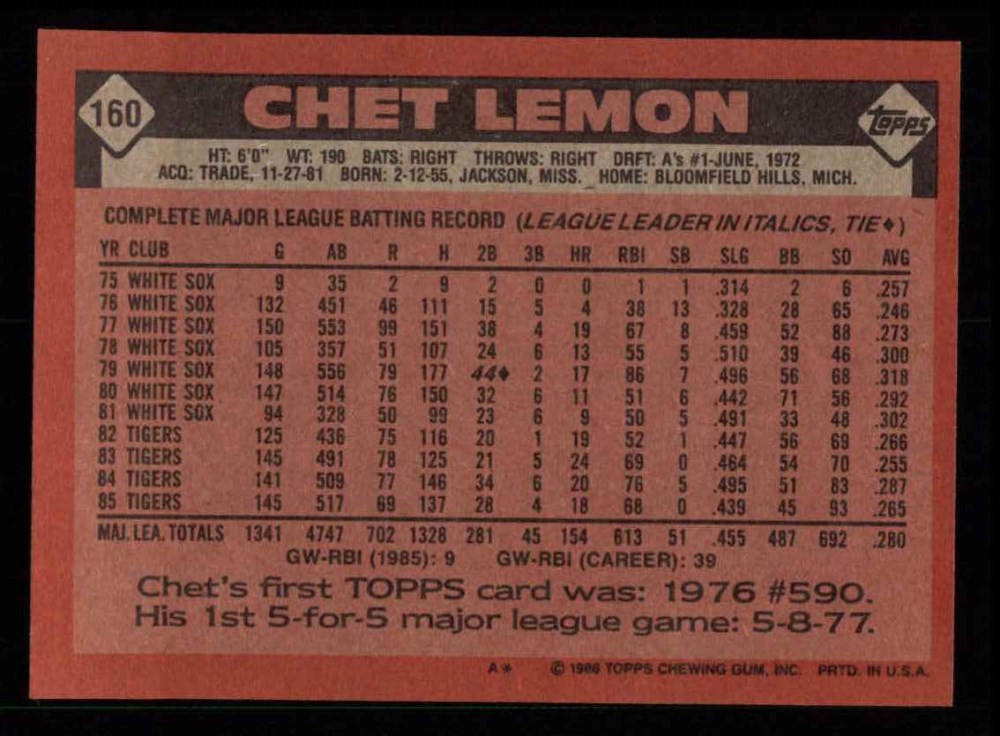 160 CHET LEMON Topps
HT: 6'0" WT: 190 BATS: RIGHT THROWS: RIGHT DRFT: A's #1-JUNE, 1972
ACQ: TRADE, 11-27-81 BORN: 2-12-55, JACKSON, MISS. HOME: BLOOMFIELD HILLS, MICH.
COMPLETE MAJOR LEAGUE BATTING RECORD (LEAGUE LEADER IN ITALICS, TIE♦)
YR CLUB G AB R H 2B 3B HR RBI SB SLG BB SO AVG
75 WHITE SOX 9 35 2 9 2 0 0 1 1 .314 2 6 .257
76 WHITE SOX 132 451 46 111 15 5 4 38 13 .328 28 65 .246
77 WHITE SOX 150 553 99 151 38 4 19 67 8 .459 52 88 .273
78 WHITE SOX 105 357 51 107 24 6 13 55 5 .510 39 46 .300
79 WHITE SOX 148 556 79 177 44♦ 2 17 86 7 .496 56 68 .318
80 WHITE SOX 147 514 76 150 32 6 11 51 6 .442 71 56 .292
81 WHITE SOX 94 328 50 99 23 6 9 50 5 .491 33 48 .302
82 TIGERS 125 436 75 116 20 1 19 52 1 .447 56 69 .266
83 TIGERS 145 491 78 125 21 5 24 69 0 .464 54 70 .255
84 TIGERS 141 509 77 146 34 6 20 76 5 .495 51 83 .287
85 TIGERS 145 517 69 137 28 4 18 68 0 .439 45 93 .265
MAJ. LEA. TOTALS 1341 4747 702 1328 281 45 154 613 51 .455 487 692 .280
GW-RBI (1985): 9 GW-RBI (CAREER): 39
Chet's first TOPPS card was: 1976 #590.
His 1st 5-for-5 major league game: 5-8-77.
A* © 1986 TOPPS CHEWING GUM, INC. PRTD. IN U.S.A.